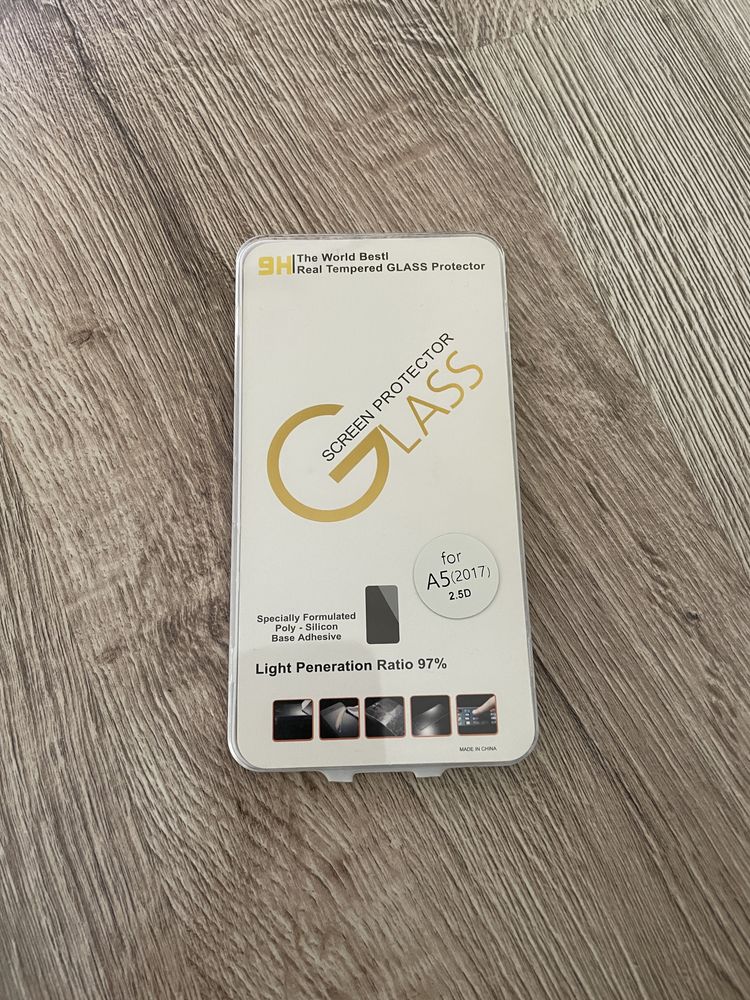 9H
The World Bestl
Real Tempered GLASS Protector
SCREEN PROTECTOR
GLASS
for
A5(2017)
2.5D
Specially Formulated
Poly - Silicon
Base Adhesive
Light Peneration Ratio 97%
MADE IN CHINA